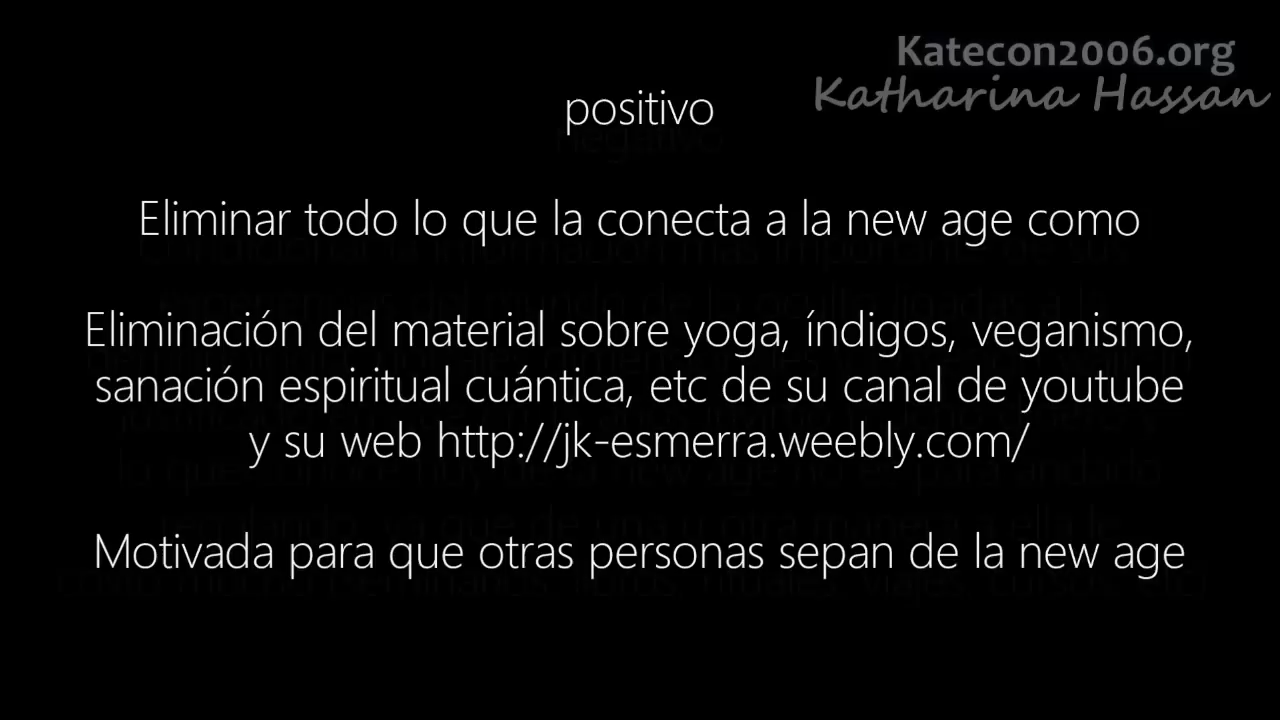 Katecon2006.org
Katharina Hassan
positivo
Eliminar todo lo que la conecta a la new age como
Eliminación del material sobre yoga, índigos, veganismo,
sanación espiritual cuántica, etc de su canal de youtube
y su web http://jk-esmerra.weebly.com/
Motivada para que otras personas sepan de la new age